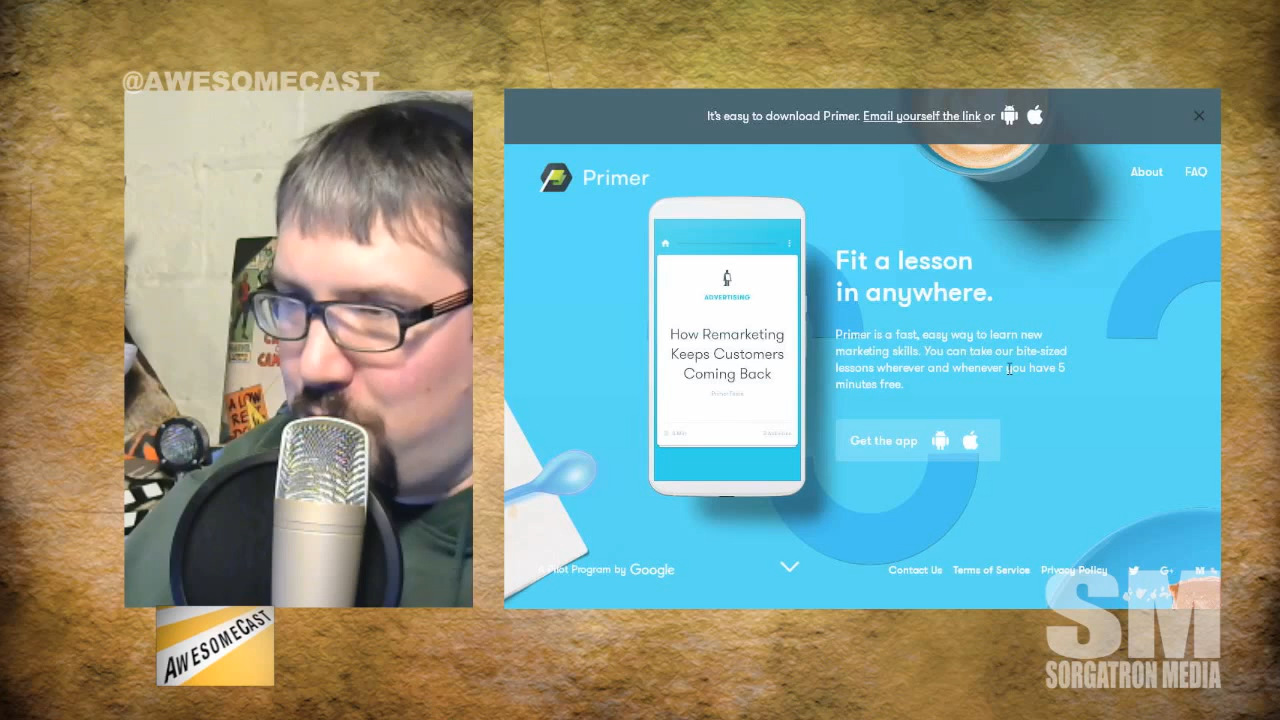 @AWESOMECAST
It's easy to download Primer. Email yourself the link or
Primer
About FAQ
ADVERTISING
How Remarketing
Keeps Customers
Coming Back
Fit a lesson
in anywhere.
Primer is a fast, easy way to learn new
marketing skills. You can take our bite-sized
lessons wherever and whenever you have 5
minutes free.
Get the app
A Pilot Program by Google
Contact Us Terms of Service Privacy Policy
G+
AWESOMECAST
SM
SORGATRON MEDIA